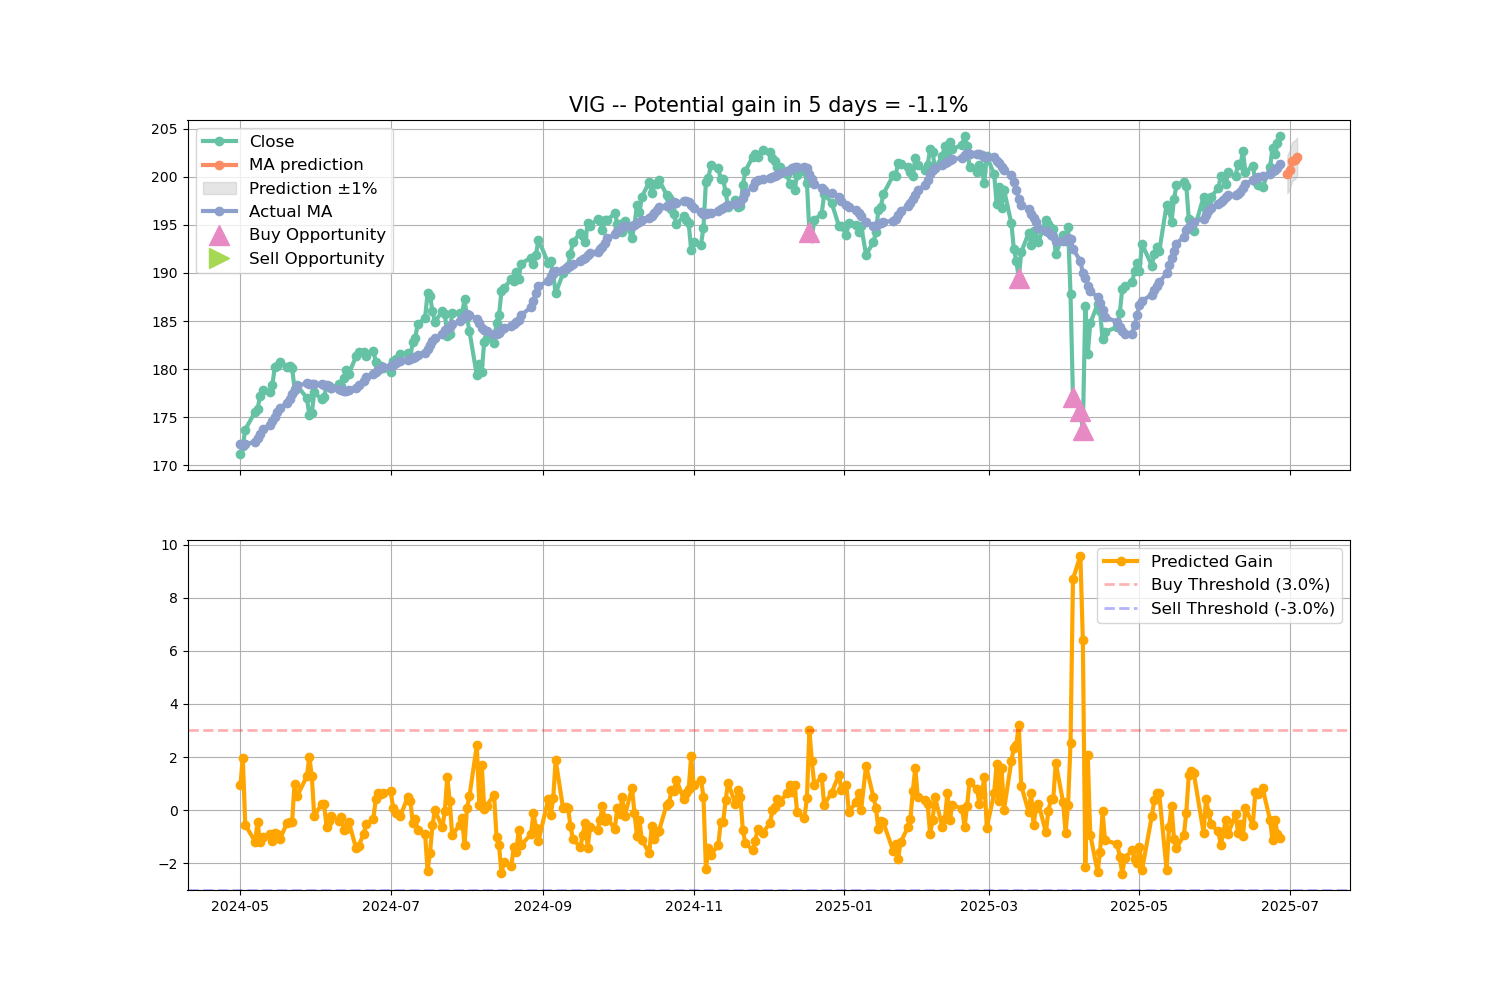 VIG -- Potential gain in 5 days = -1.1%
205
200
195
190
185
180
175
170
Close
MA prediction
Prediction ±1%
Actual MA
Buy Opportunity
Sell Opportunity
10
8
6
4
2
0
−2
Predicted Gain
Buy Threshold (3.0%)
Sell Threshold (-3.0%)
2024-05
2024-07
2024-09
2024-11
2025-01
2025-03
2025-05
2025-07